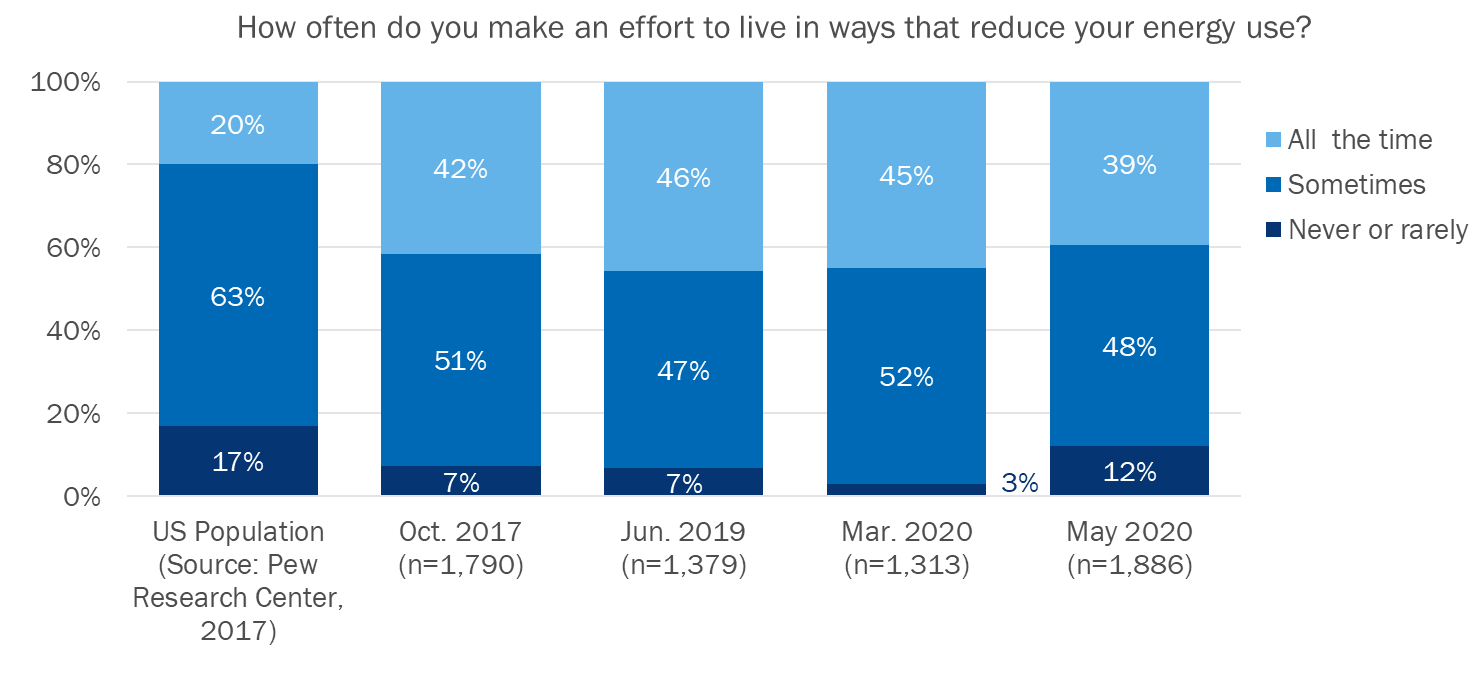 How often do you make an effort to live in ways that reduce your energy use?
100%
80%
60%
40%
20%
0%
20%
63%
17%
42%
51%
7%
46%
47%
7%
45%
52%
3%
39%
48%
12%
US Population
(Source: Pew
Research Center,
2017)
Oct. 2017
(n=1,790)
Jun. 2019
(n=1,379)
Mar. 2020
(n=1,313)
May 2020
(n=1,886)
All  the time
Sometimes
Never or rarely